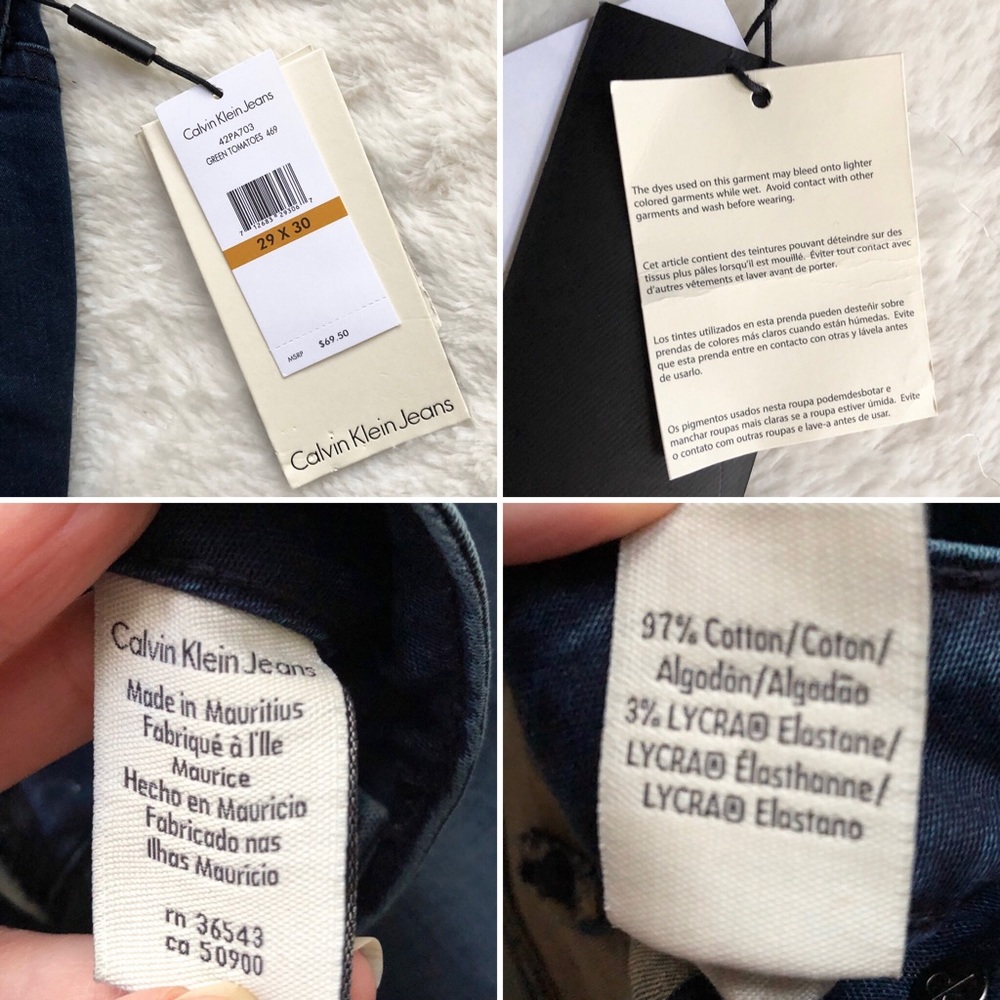 Calvin Klein Jeans
42PA703
GREEN TOMATOES 469
7 12683 29306 7
29 X 30
MSRP $69.50
Calvin Klein Jeans
The dyes used on this garment may bleed onto lighter
colored garments while wet. Avoid contact with other
garments and wash before wearing.
Cet article contient des teintures pouvant déteindre sur des
tissus plus pâles lorsqu'il est mouillé. Éviter tout contact avec
d'autres vêtements et laver avant de porter.
Los tintes utilizados en esta prenda pueden desteñir sobre
prendas de colores más claros cuando están húmedas. Evite
que esta prenda entre en contacto con otras y lávela antes
de usarlo.
Os pigmentos usados nesta roupa podemdesbotar e
manchar roupas mais claras se a roupa estiver úmida. Evite
o contato com outras roupas e lave-a antes de usar.
Calvin Klein Jeans
Made in Mauritius
Fabriqué à l'Ile
Maurice
Hecho en Mauricio
Fabricado nas
Ilhas Maurício
rn 36543
ca 50900
97% Cotton/Coton/
Algodón/Algodão
3% LYCRA® Elastane/
LYCRA® Élasthanne/
LYCRA® Elastano